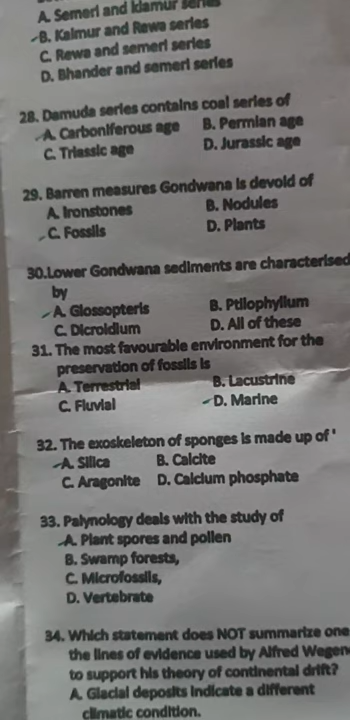 A. Semeri and Idamur series
B. Kaimur and Rewa series
C. Rewa and semeri series
D. Bhander and semeri series
28. Damuda series contains coal series of
A. Carboniferous age B. Permian age
C. Triassic age D. Jurassic age
29. Barren measures Gondwana is devoid of
A. Ironstones B. Nodules
C. Fossils D. Plants
30.Lower Gondwana sediments are characterised
by
A. Glossopteris B. Ptilophyllum
C. Dicroidium D. All of these
31. The most favourable environment for the
preservation of fossils is
A. Terrestrial B. Lacustrine
C. Fluvial D. Marine
32. The exoskeleton of sponges is made up of '
A. Silica B. Calcite
C. Aragonite D. Calcium phosphate
33. Palynology deals with the study of
A. Plant spores and pollen
B. Swamp forests,
C. Microfossils,
D. Vertebrate
34. Which statement does NOT summarize one
the lines of evidence used by Alfred Wegen
to support his theory of continental drift?
A. Glacial deposits indicate a different
climatic condition.